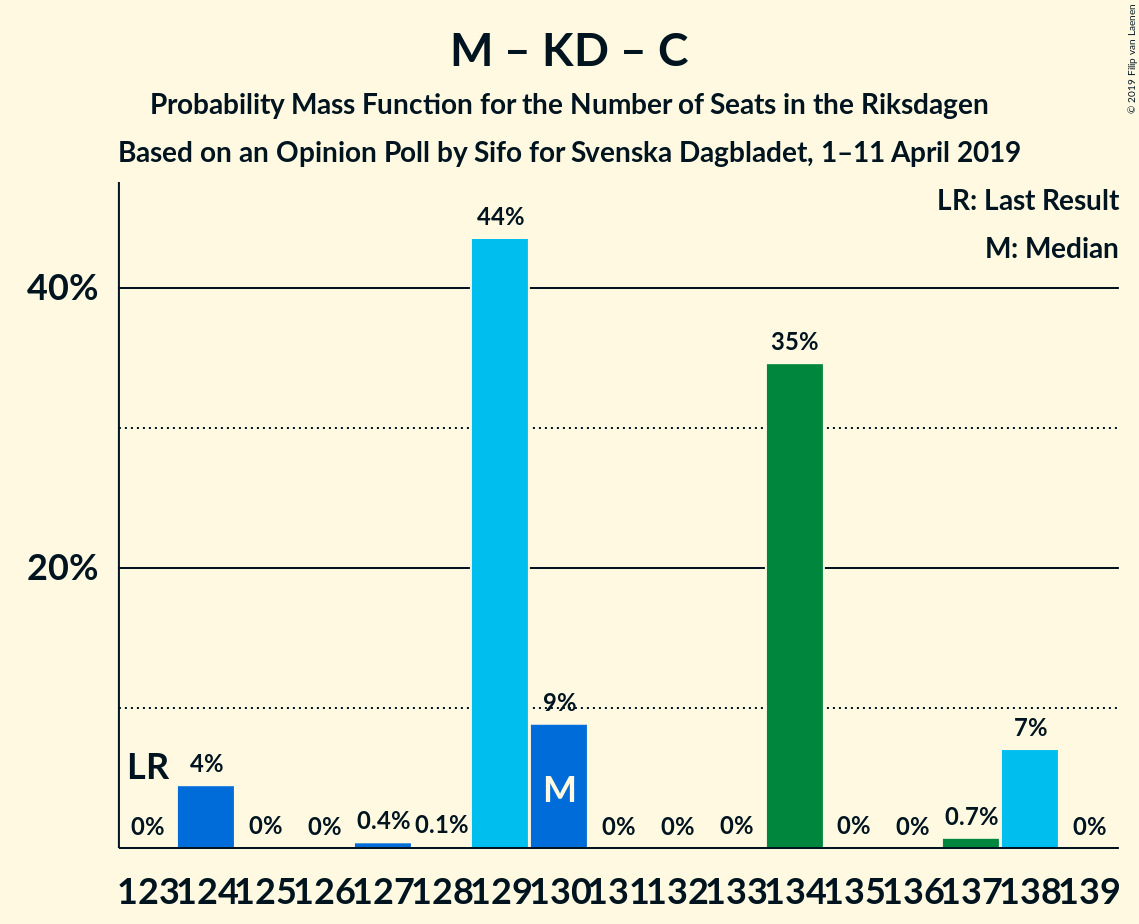 M – KD – C
Probability Mass Function for the Number of Seats in the Riksdagen
Based on an Opinion Poll by Sifo for Svenska Dagbladet, 1–11 April 2019
© 2019 Filip van Laenen
LR: Last Result
M: Median
44%
40%
35%
20%
9%
7%
LR
4%
M
0%
0%
0%
0.4%
0.1%
0%
0%
0%
0%
0%
0.7%
0%
123 124 125 126 127 128 129 130 131 132 133 134 135 136 137 138 139